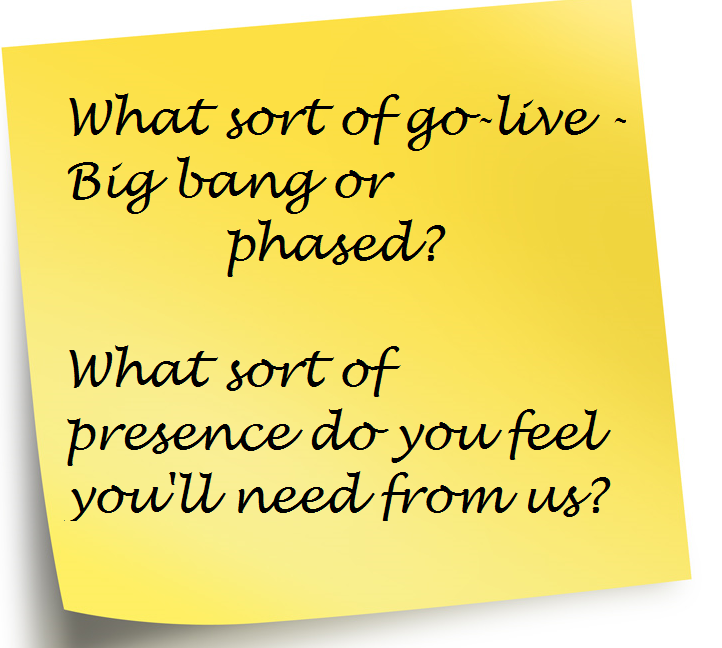 What sort of go-live -
Big bang or
phased?
What sort of
presence do you feel
you'll need from us?